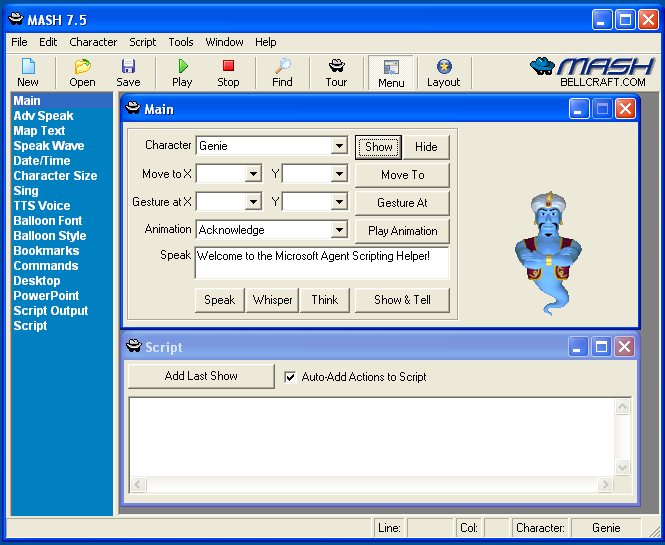 MASH 7.5
File Edit Character Script Tools Window Help
New Open Save Play Stop Find Tour Menu Layout
MASH
BELLCRAFT.COM
Main
Adv Speak
Map Text
Speak Wave
Date/Time
Character Size
Sing
TTS Voice
Balloon Font
Balloon Style
Bookmarks
Commands
Desktop
PowerPoint
Script Output
Script
Main
Character Genie Show Hide
Move to X Y Move To
Gesture at X Y Gesture At
Animation Acknowledge Play Animation
Speak Welcome to the Microsoft Agent Scripting Helper!
Speak Whisper Think Show & Tell
Script
Add Last Show Auto-Add Actions to Script
Line: Col: Character: Genie